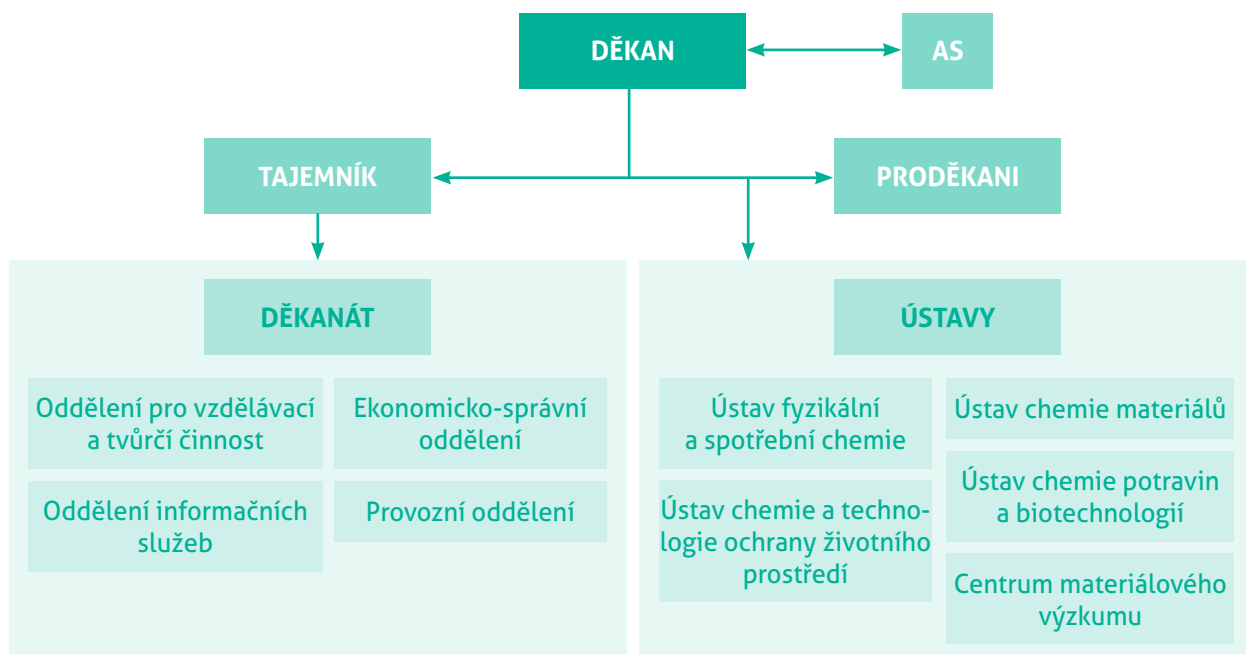 DĚKAN
AS
TAJEMNÍK
PRODĚKANI
DĚKANÁT
Oddělení pro vzdělávací
a tvůrčí činnost
Ekonomicko-správní
oddělení
Oddělení informačních
služeb
Provozní oddělení
ÚSTAVY
Ústav fyzikální
a spotřební chemie
Ústav chemie a techno-
logie ochrany životního
prostředí
Ústav chemie materiálů
Ústav chemie potravin
a biotechnologií
Centrum materiálového
výzkumu